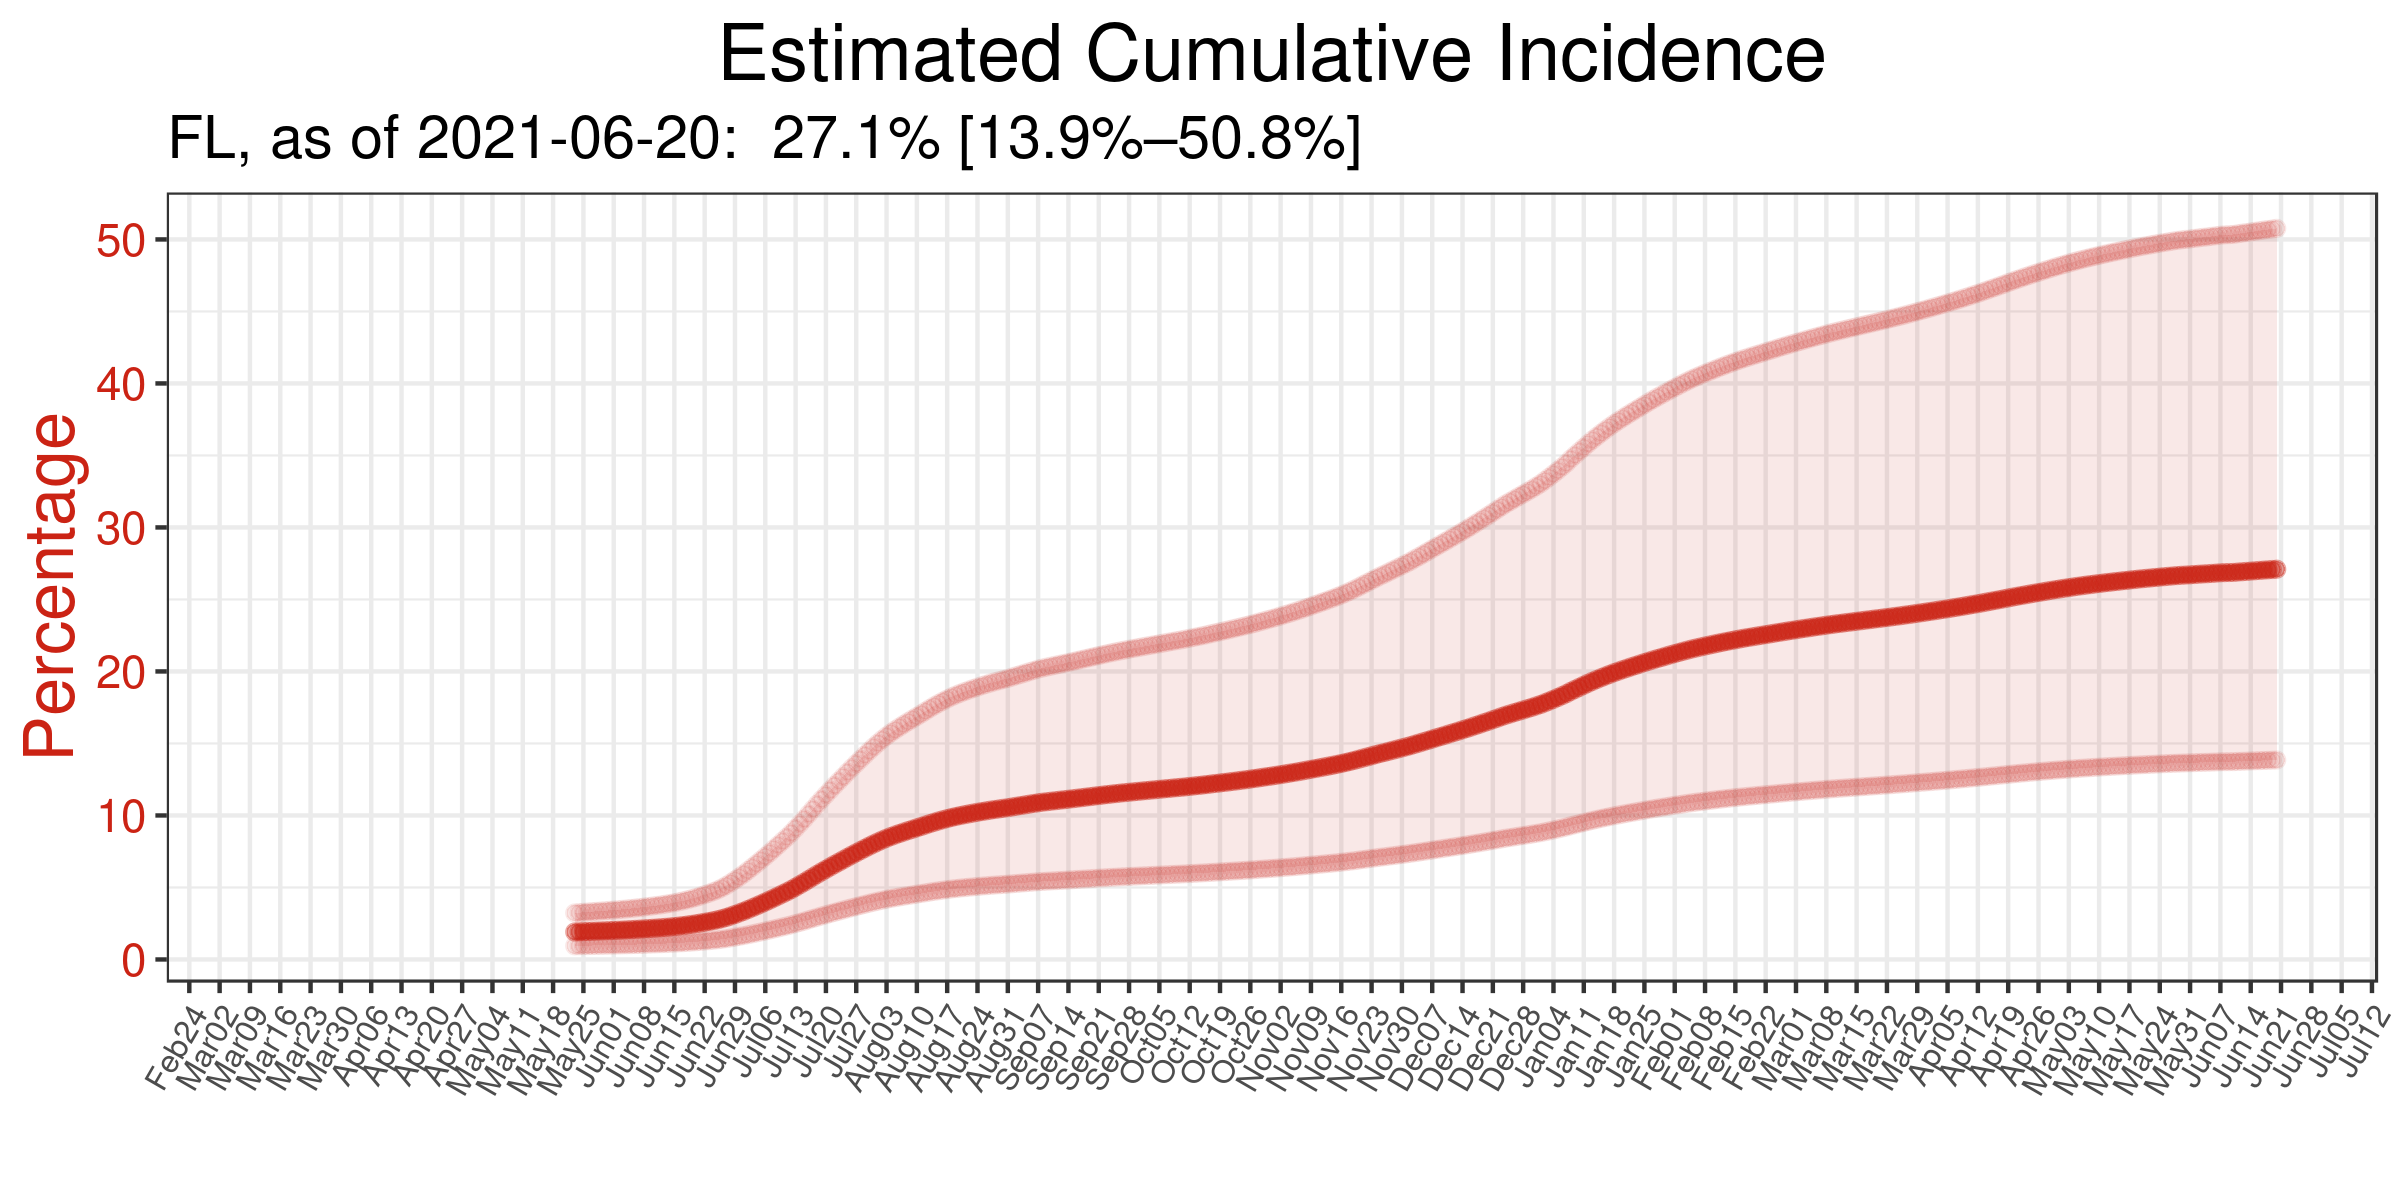 Estimated Cumulative Incidence
FL, as of 2021-06-20:  27.1% [13.9%–50.8%]
Percentage
50
40
30
20
10
0
Feb24
Mar02
Mar09
Mar16
Mar23
Mar30
Apr06
Apr13
Apr20
Apr27
May04
May11
May18
May25
Jun01
Jun08
Jun15
Jun22
Jun29
Jul06
Jul13
Jul20
Jul27
Aug03
Aug10
Aug17
Aug24
Aug31
Sep07
Sep14
Sep21
Sep28
Oct05
Oct12
Oct19
Oct26
Nov02
Nov09
Nov16
Nov23
Nov30
Dec07
Dec14
Dec21
Dec28
Jan04
Jan11
Jan18
Jan25
Feb01
Feb08
Feb15
Feb22
Mar01
Mar08
Mar15
Mar22
Mar29
Apr05
Apr12
Apr19
Apr26
May03
May10
May17
May24
May31
Jun07
Jun14
Jun21
Jun28
Jul05
Jul12